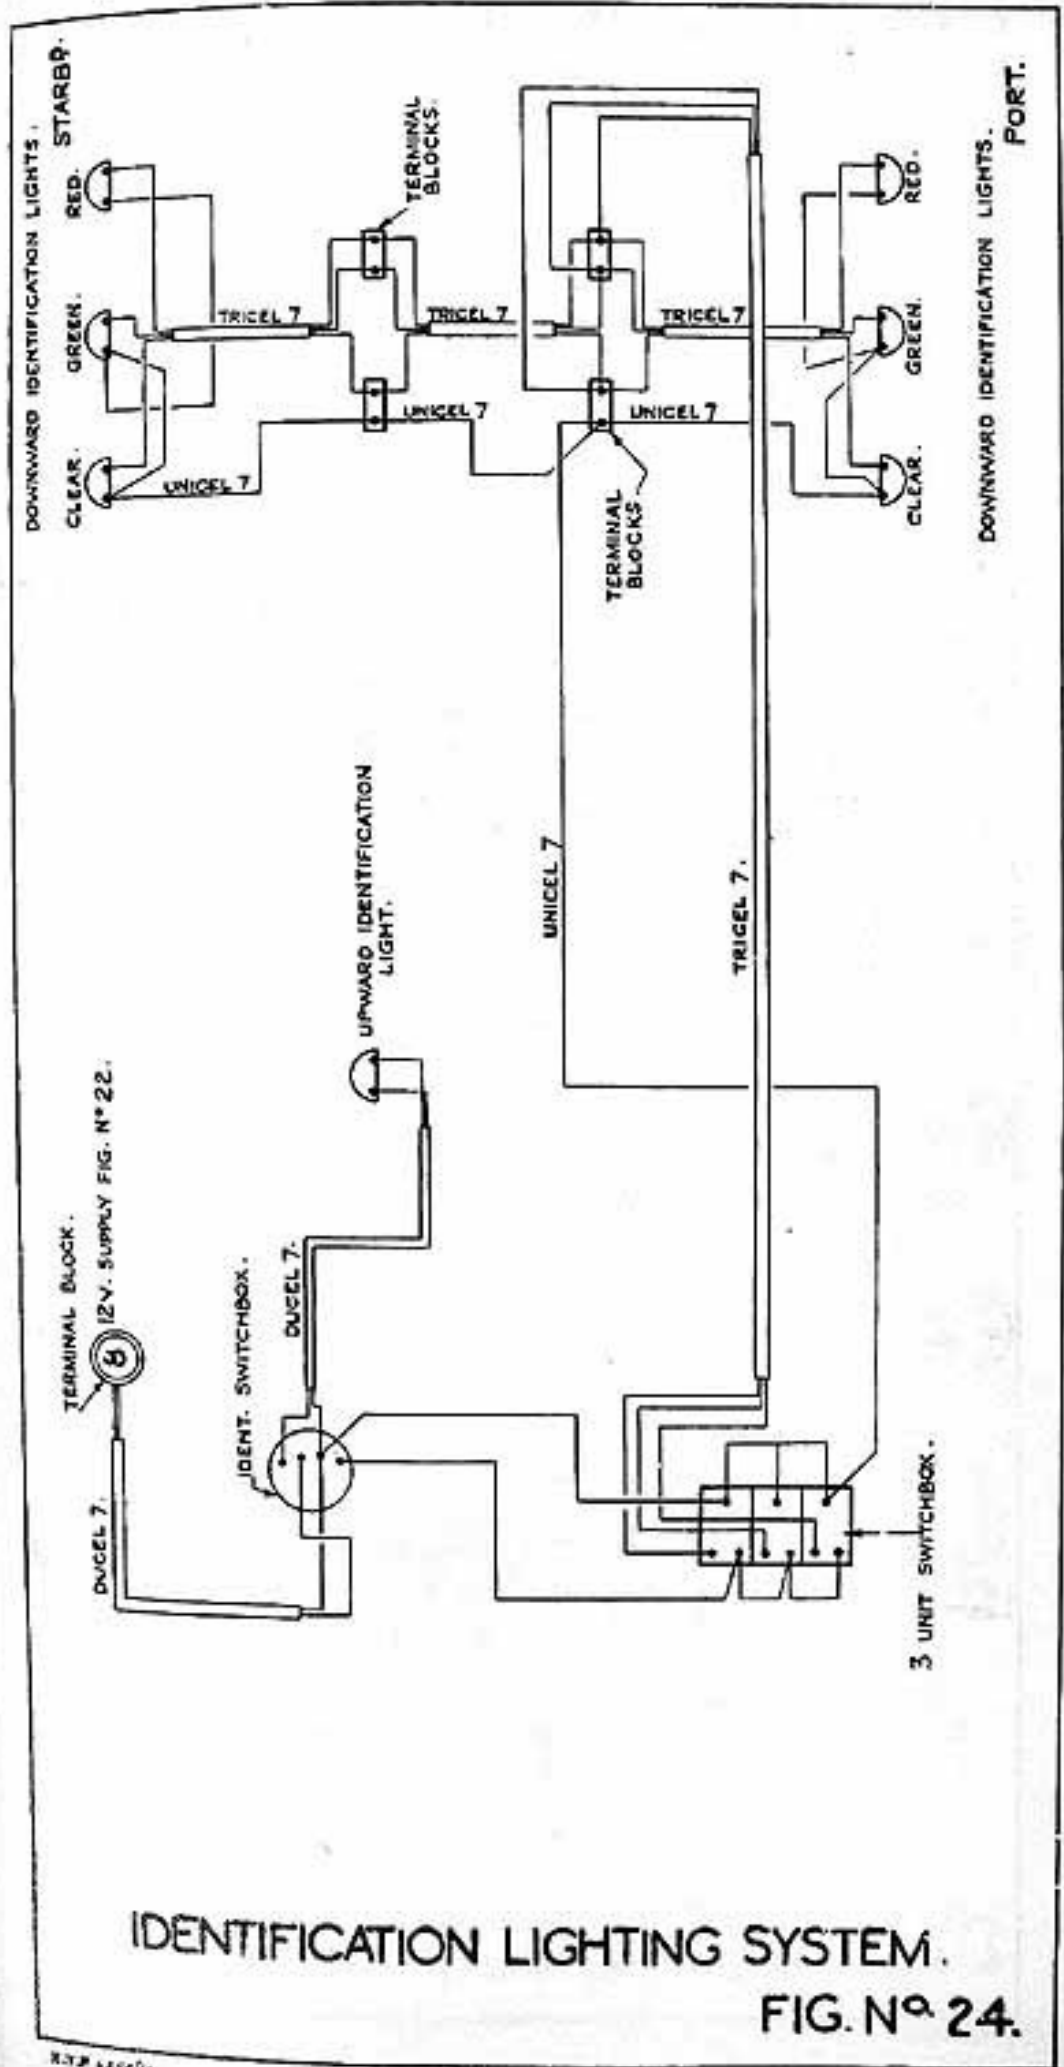 DOWNWARD IDENTIFICATION LIGHTS.
STARBD.
RED.
GREEN.
CLEAR.
TERMINAL
BLOCKS.
TRICEL 7
TRICEL 7
TRICEL 7
UNICEL 7
UNICEL 7
UNICEL 7
TERMINAL
BLOCKS
RED.
GREEN.
CLEAR.
DOWNWARD IDENTIFICATION LIGHTS.
PORT.
UPWARD IDENTIFICATION
LIGHT.
UNICEL 7
TRICEL 7.
TERMINAL BLOCK.
8
12V. SUPPLY FIG. Nº 22.
DUCEL 7.
IDENT. SWITCHBOX.
DUCEL 7.
3 UNIT SWITCHBOX.
IDENTIFICATION LIGHTING SYSTEM.
FIG. Nº 24.